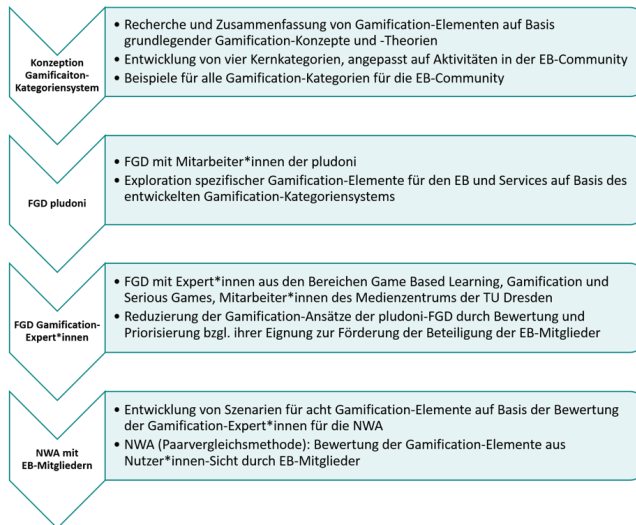 Konzeption
Gamificaiton-
Kategoriensystem
• Recherche und Zusammenfassung von Gamification-Elementen auf Basis
grundlegender Gamification-Konzepte und -Theorien
• Entwicklung von vier Kernkategorien, angepasst auf Aktivitäten in der EB-Community
• Beispiele für alle Gamification-Kategorien für die EB-Community
FGD pludoni
• FGD mit Mitarbeiter*innen der pludoni
• Exploration spezifischer Gamification-Elemente für den EB und Services auf Basis des
entwickelten Gamification-Kategoriensystems
FGD Gamification-
Expert*innen
• FGD mit Expert*innen aus den Bereichen Game Based Learning, Gamification und
Serious Games, Mitarbeiter*innen des Medienzentrums der TU Dresden
• Reduzierung der Gamification-Ansätze der pludoni-FGD durch Bewertung und
Priorisierung bzgl. ihrer Eignung zur Förderung der Beteiligung der EB-Mitglieder
NWA mit
EB-Mitgliedern
• Entwicklung von Szenarien für acht Gamification-Elemente auf Basis der Bewertung
der Gamification-Expert*innen für die NWA
• NWA (Paarvergleichsmethode): Bewertung der Gamification-Elemente aus
Nutzer*innen-Sicht durch EB-Mitglieder